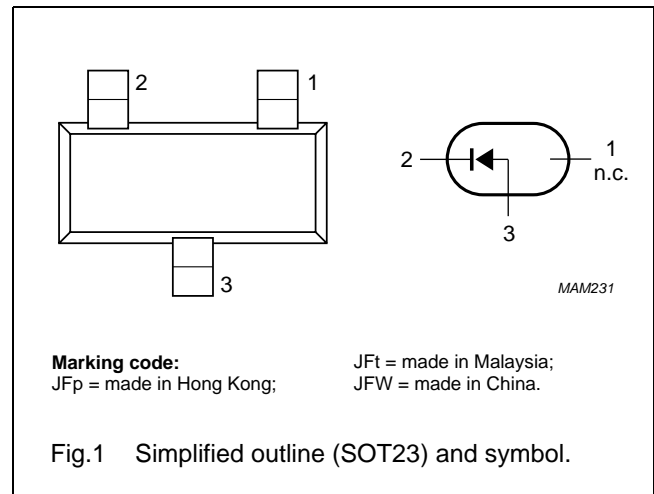 2
1
3
2
1
n.c.
3
MAM231
Marking code:
JFp = made in Hong Kong;
JFt = made in Malaysia;
JFW = made in China.
Fig.1 Simplified outline (SOT23) and symbol.